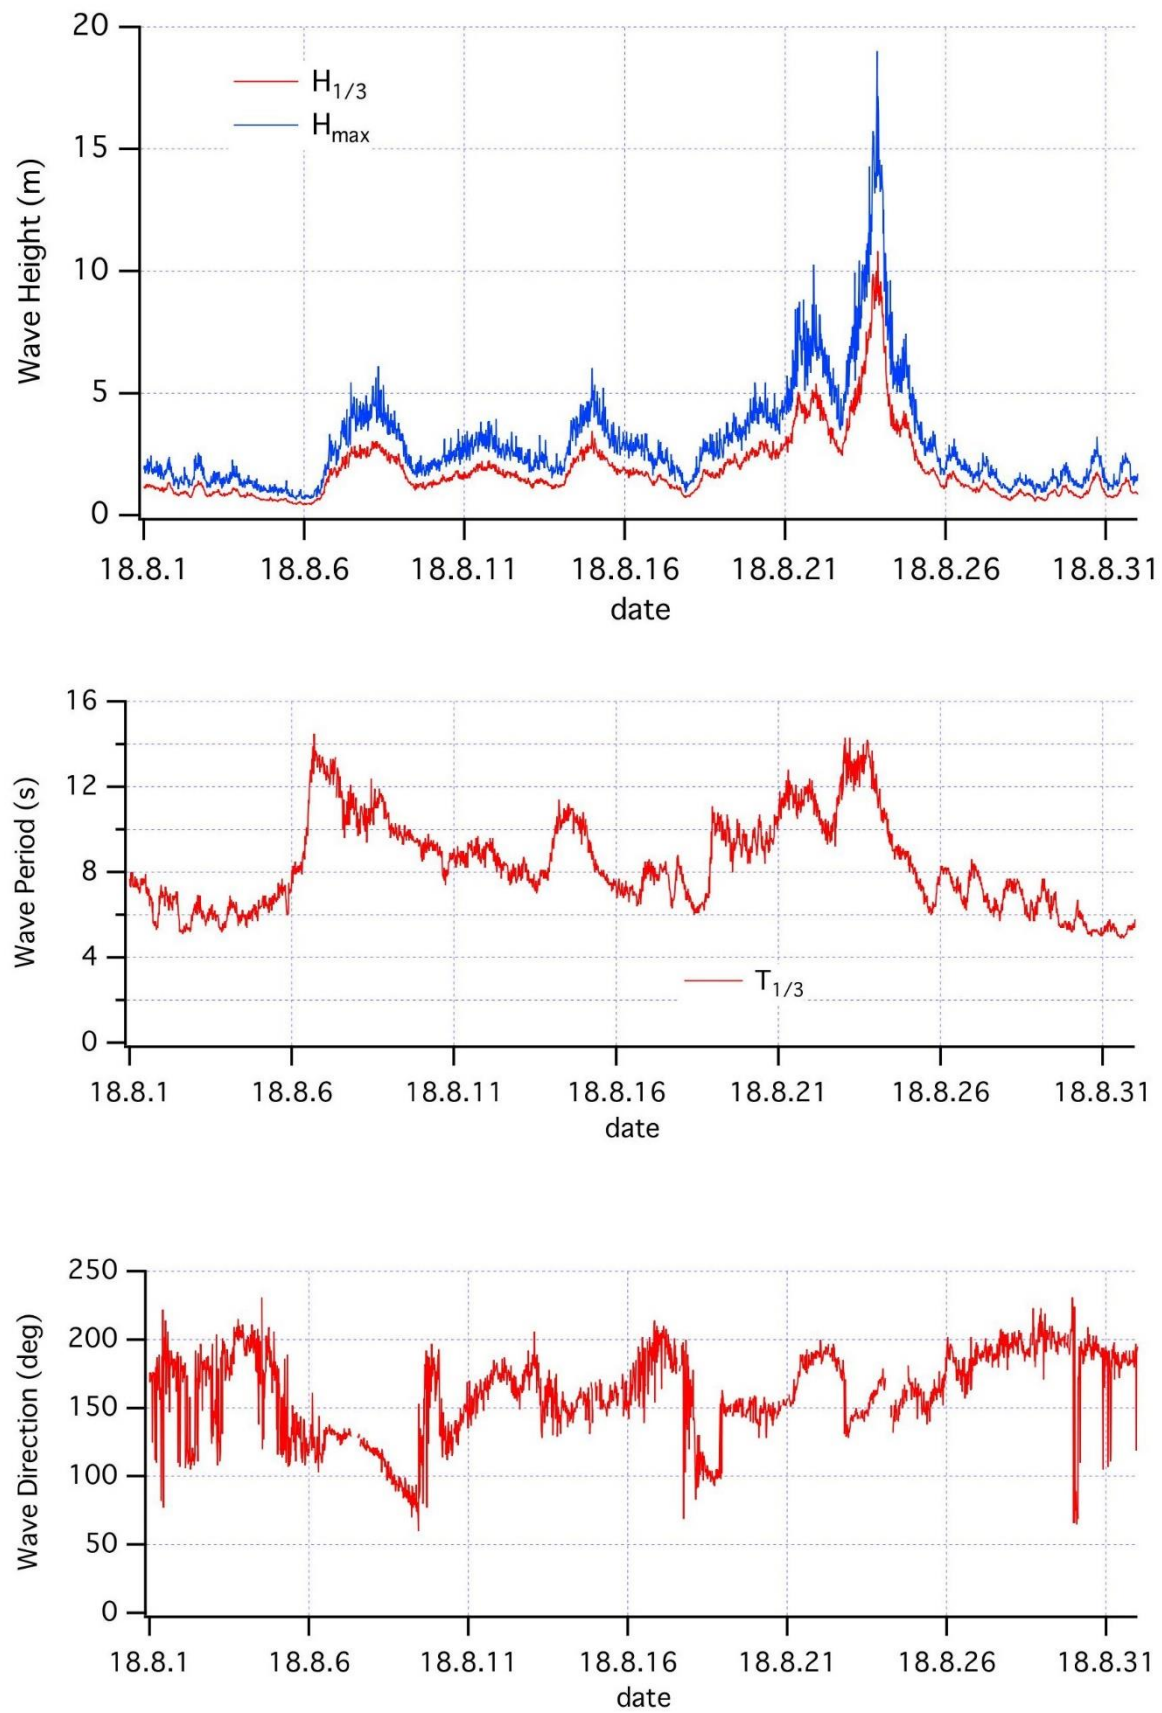 20
15
10
5
0
Wave Height (m)
H1/3
Hmax
18.8.1 18.8.6 18.8.11 18.8.16 18.8.21 18.8.26 18.8.31
date
16
12
8
4
0
Wave Period (s)
T1/3
18.8.1 18.8.6 18.8.11 18.8.16 18.8.21 18.8.26 18.8.31
date
250
200
150
100
50
0
Wave Direction (deg)
18.8.1 18.8.6 18.8.11 18.8.16 18.8.21 18.8.26 18.8.31
date